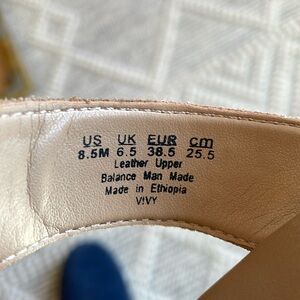 US UK EUR cm
8.5M 6.5 38.5 25.5
Leather Upper
Balance Man Made
Made in Ethiopia
V!VY